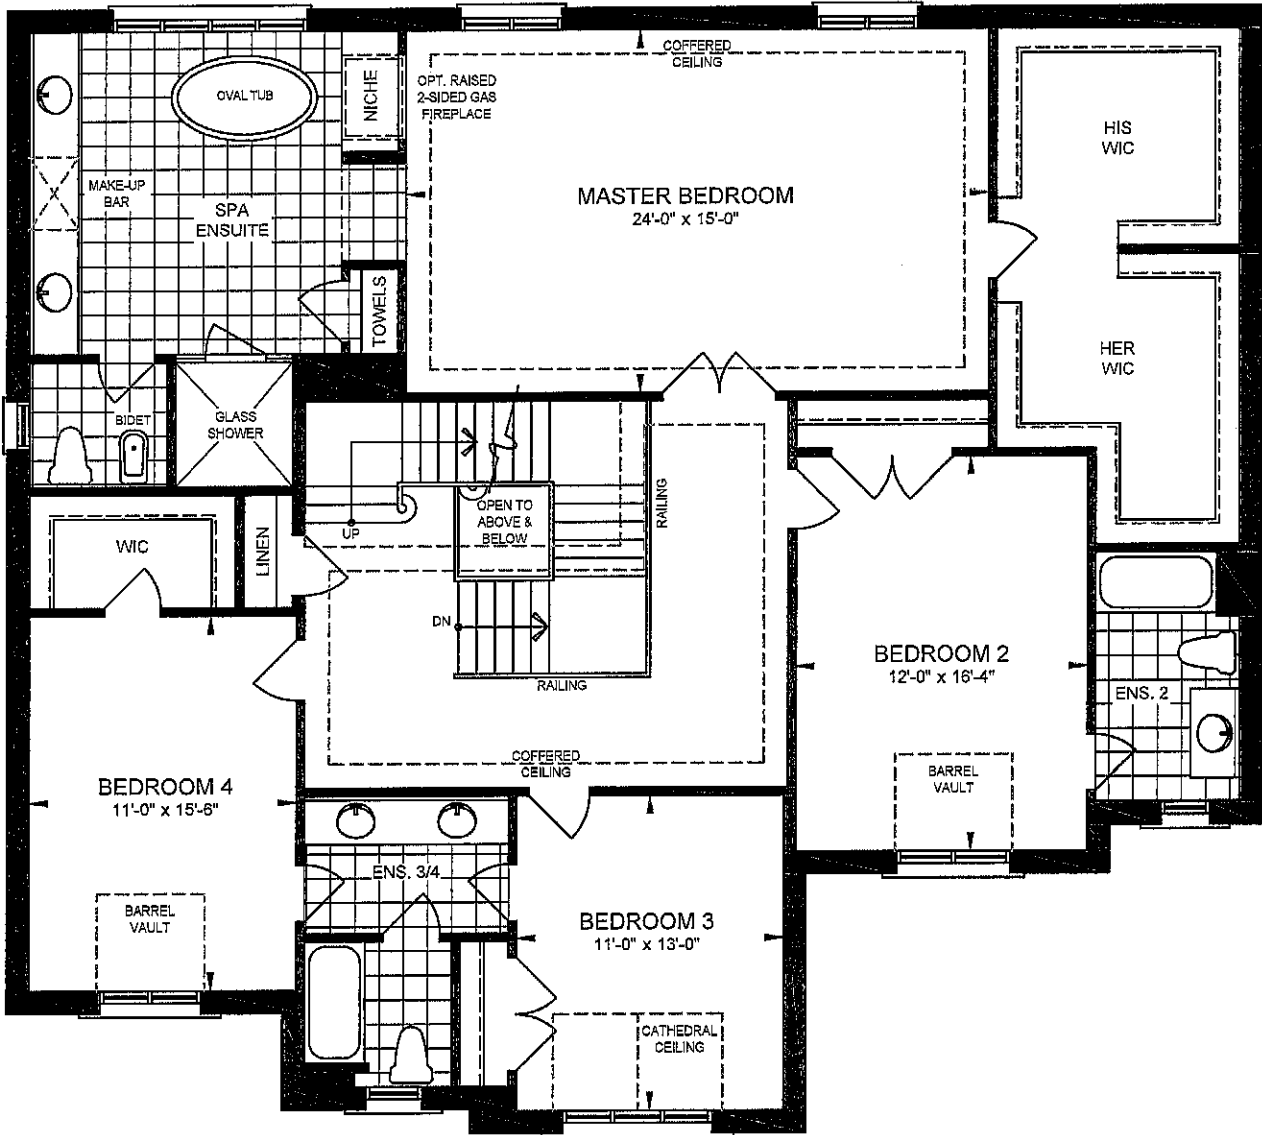 COFFERED
CEILING
OVAL TUB
NICHE
OPT. RAISED
2-SIDED GAS
FIREPLACE
HIS
WIC
MAKE-UP
BAR
SPA
ENSUITE
MASTER BEDROOM
24'-0" x 15'-0"
TOWELS
HER
WIC
BIDET
GLASS
SHOWER
OPEN TO
ABOVE &
BELOW
RAILING
UP
WIC
LINEN
DN
RAILING
BEDROOM 2
12'-0" x 16'-4"
ENS. 2
COFFERED
CEILING
BARREL
VAULT
BEDROOM 4
11'-0" x 15'-6"
ENS. 3/4
BARREL
VAULT
BEDROOM 3
11'-0" x 13'-0"
CATHEDRAL
CEILING